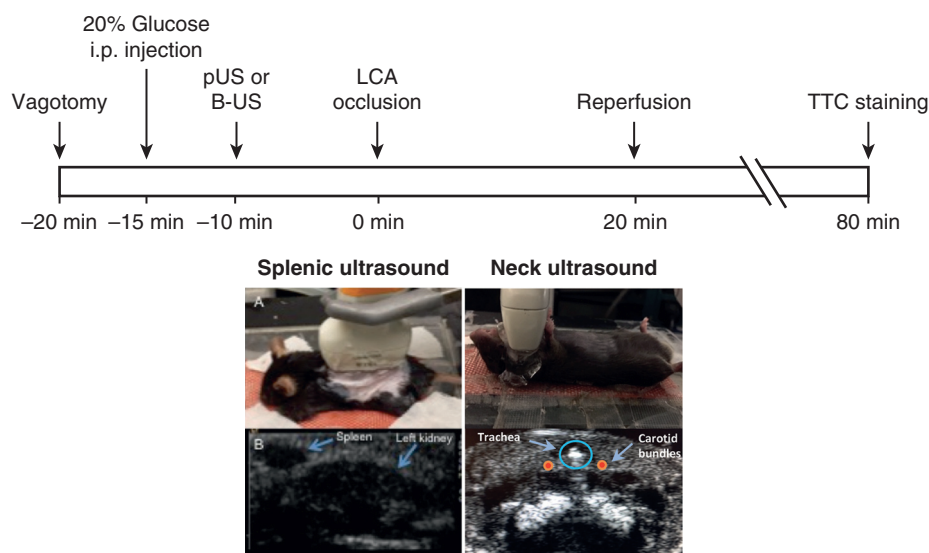 20% Glucose
i.p. injection
pUS or
B-US
LCA
occlusion
Vagotomy
Reperfusion
TTC staining
–20 min
–15 min
–10 min
0 min
20 min
80 min
Splenic ultrasound
Neck ultrasound
A
B
Spleen
Left kidney
Trachea
Carotid
bundles